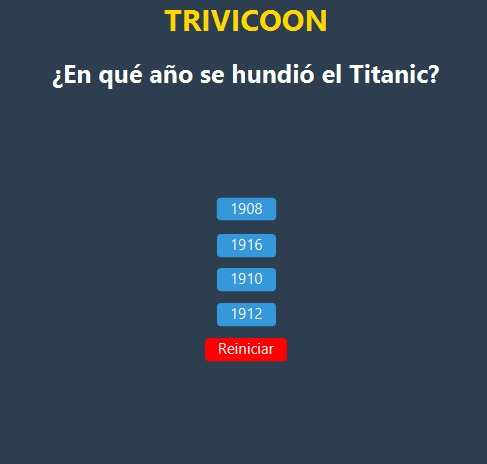 TRIVICOON
¿En qué año se hundió el Titanic?
1908
1916
1910
1912
Reiniciar